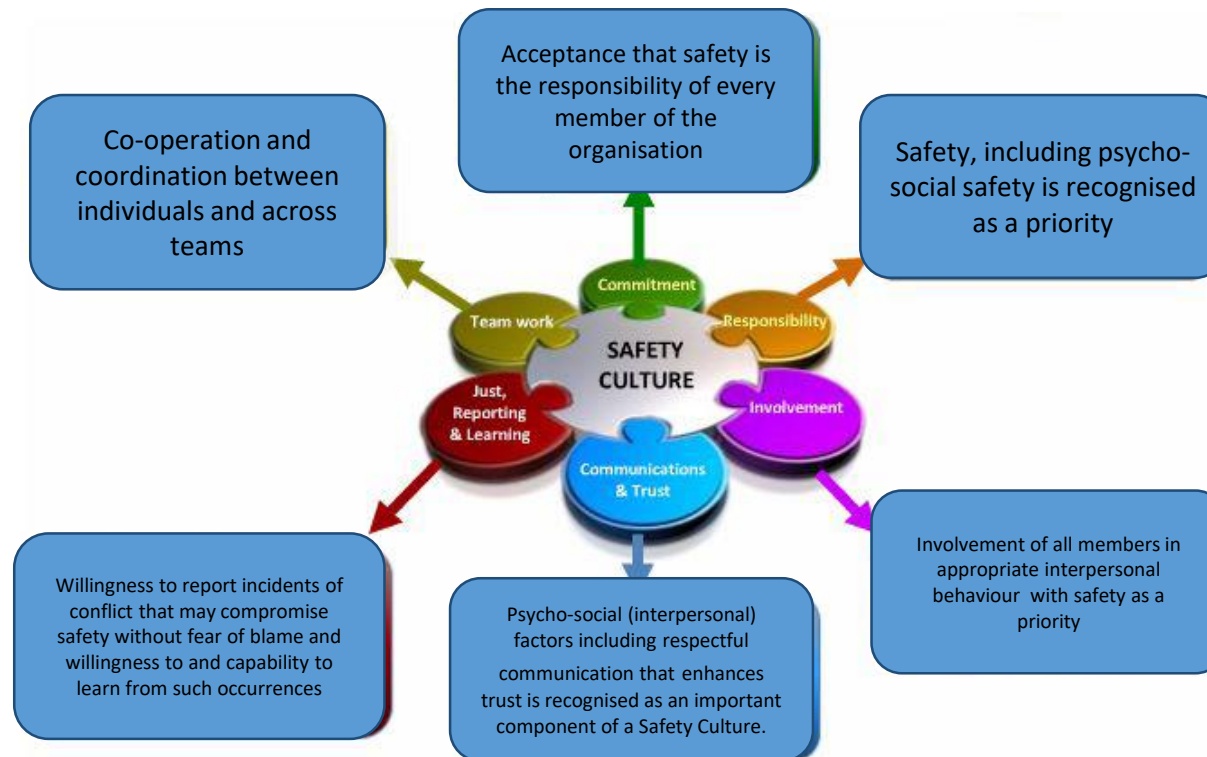 Acceptance that safety is
the responsibility of every
member of the
organisation
Co-operation and
coordination between
individuals and across
teams
Safety, including psycho-
social safety is recognised
as a priority
Commitment
Team work
Responsibility
SAFETY
CULTURE
Just,
Reporting
& Learning
Involvement
Communications
& Trust
Willingness to report incidents of
conflict that may compromise
safety without fear of blame and
willingness to and capability to
learn from such occurrences
Psycho-social (interpersonal)
factors including respectful
communication that enhances
trust is recognised as an important
component of a Safety Culture.
Involvement of all members in
appropriate interpersonal
behaviour with safety as a
priority